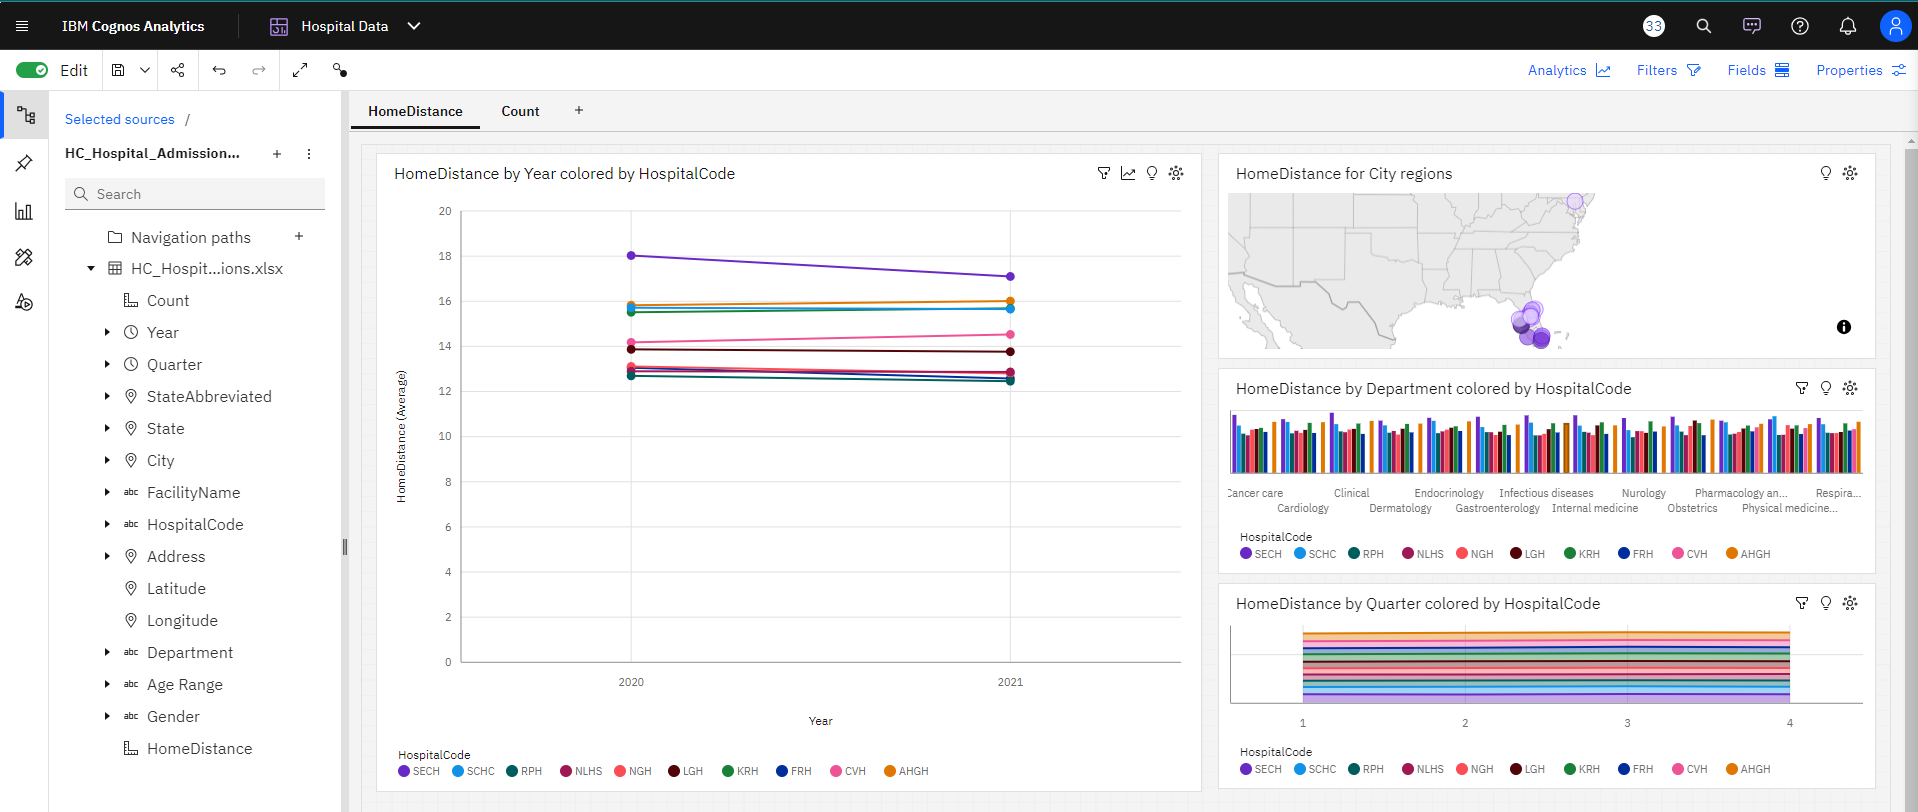 IBM Cognos Analytics
Hospital Data
33
Edit
Analytics
Filters
Fields
Properties
Selected sources /
HC_Hospital_Admission...
Search
Navigation paths
HC_Hospit...ions.xlsx
Count
Year
Quarter
StateAbbreviated
State
City
abc FacilityName
abc HospitalCode
Address
Latitude
Longitude
abc Department
abc Age Range
abc Gender
HomeDistance
HomeDistance
Count
HomeDistance by Year colored by HospitalCode
20
18
16
14
12
10
8
6
4
2
0
HomeDistance (Average)
2020
2021
Year
HospitalCode
SECH SCHC RPH NLHS NGH LGH KRH FRH CVH AHGH
HomeDistance for City regions
HomeDistance by Department colored by HospitalCode
Cancer care
Clinical
Endocrinology
Infectious diseases
Nurology
Pharmacology an...
Respira...
Cardiology
Dermatology
Gastroenterology
Internal medicine
Obstetrics
Physical medicine...
HospitalCode
SECH SCHC RPH NLHS NGH LGH KRH FRH CVH AHGH
HomeDistance by Quarter colored by HospitalCode
1 2 3 4
HospitalCode
SECH SCHC RPH NLHS NGH LGH KRH FRH CVH AHGH